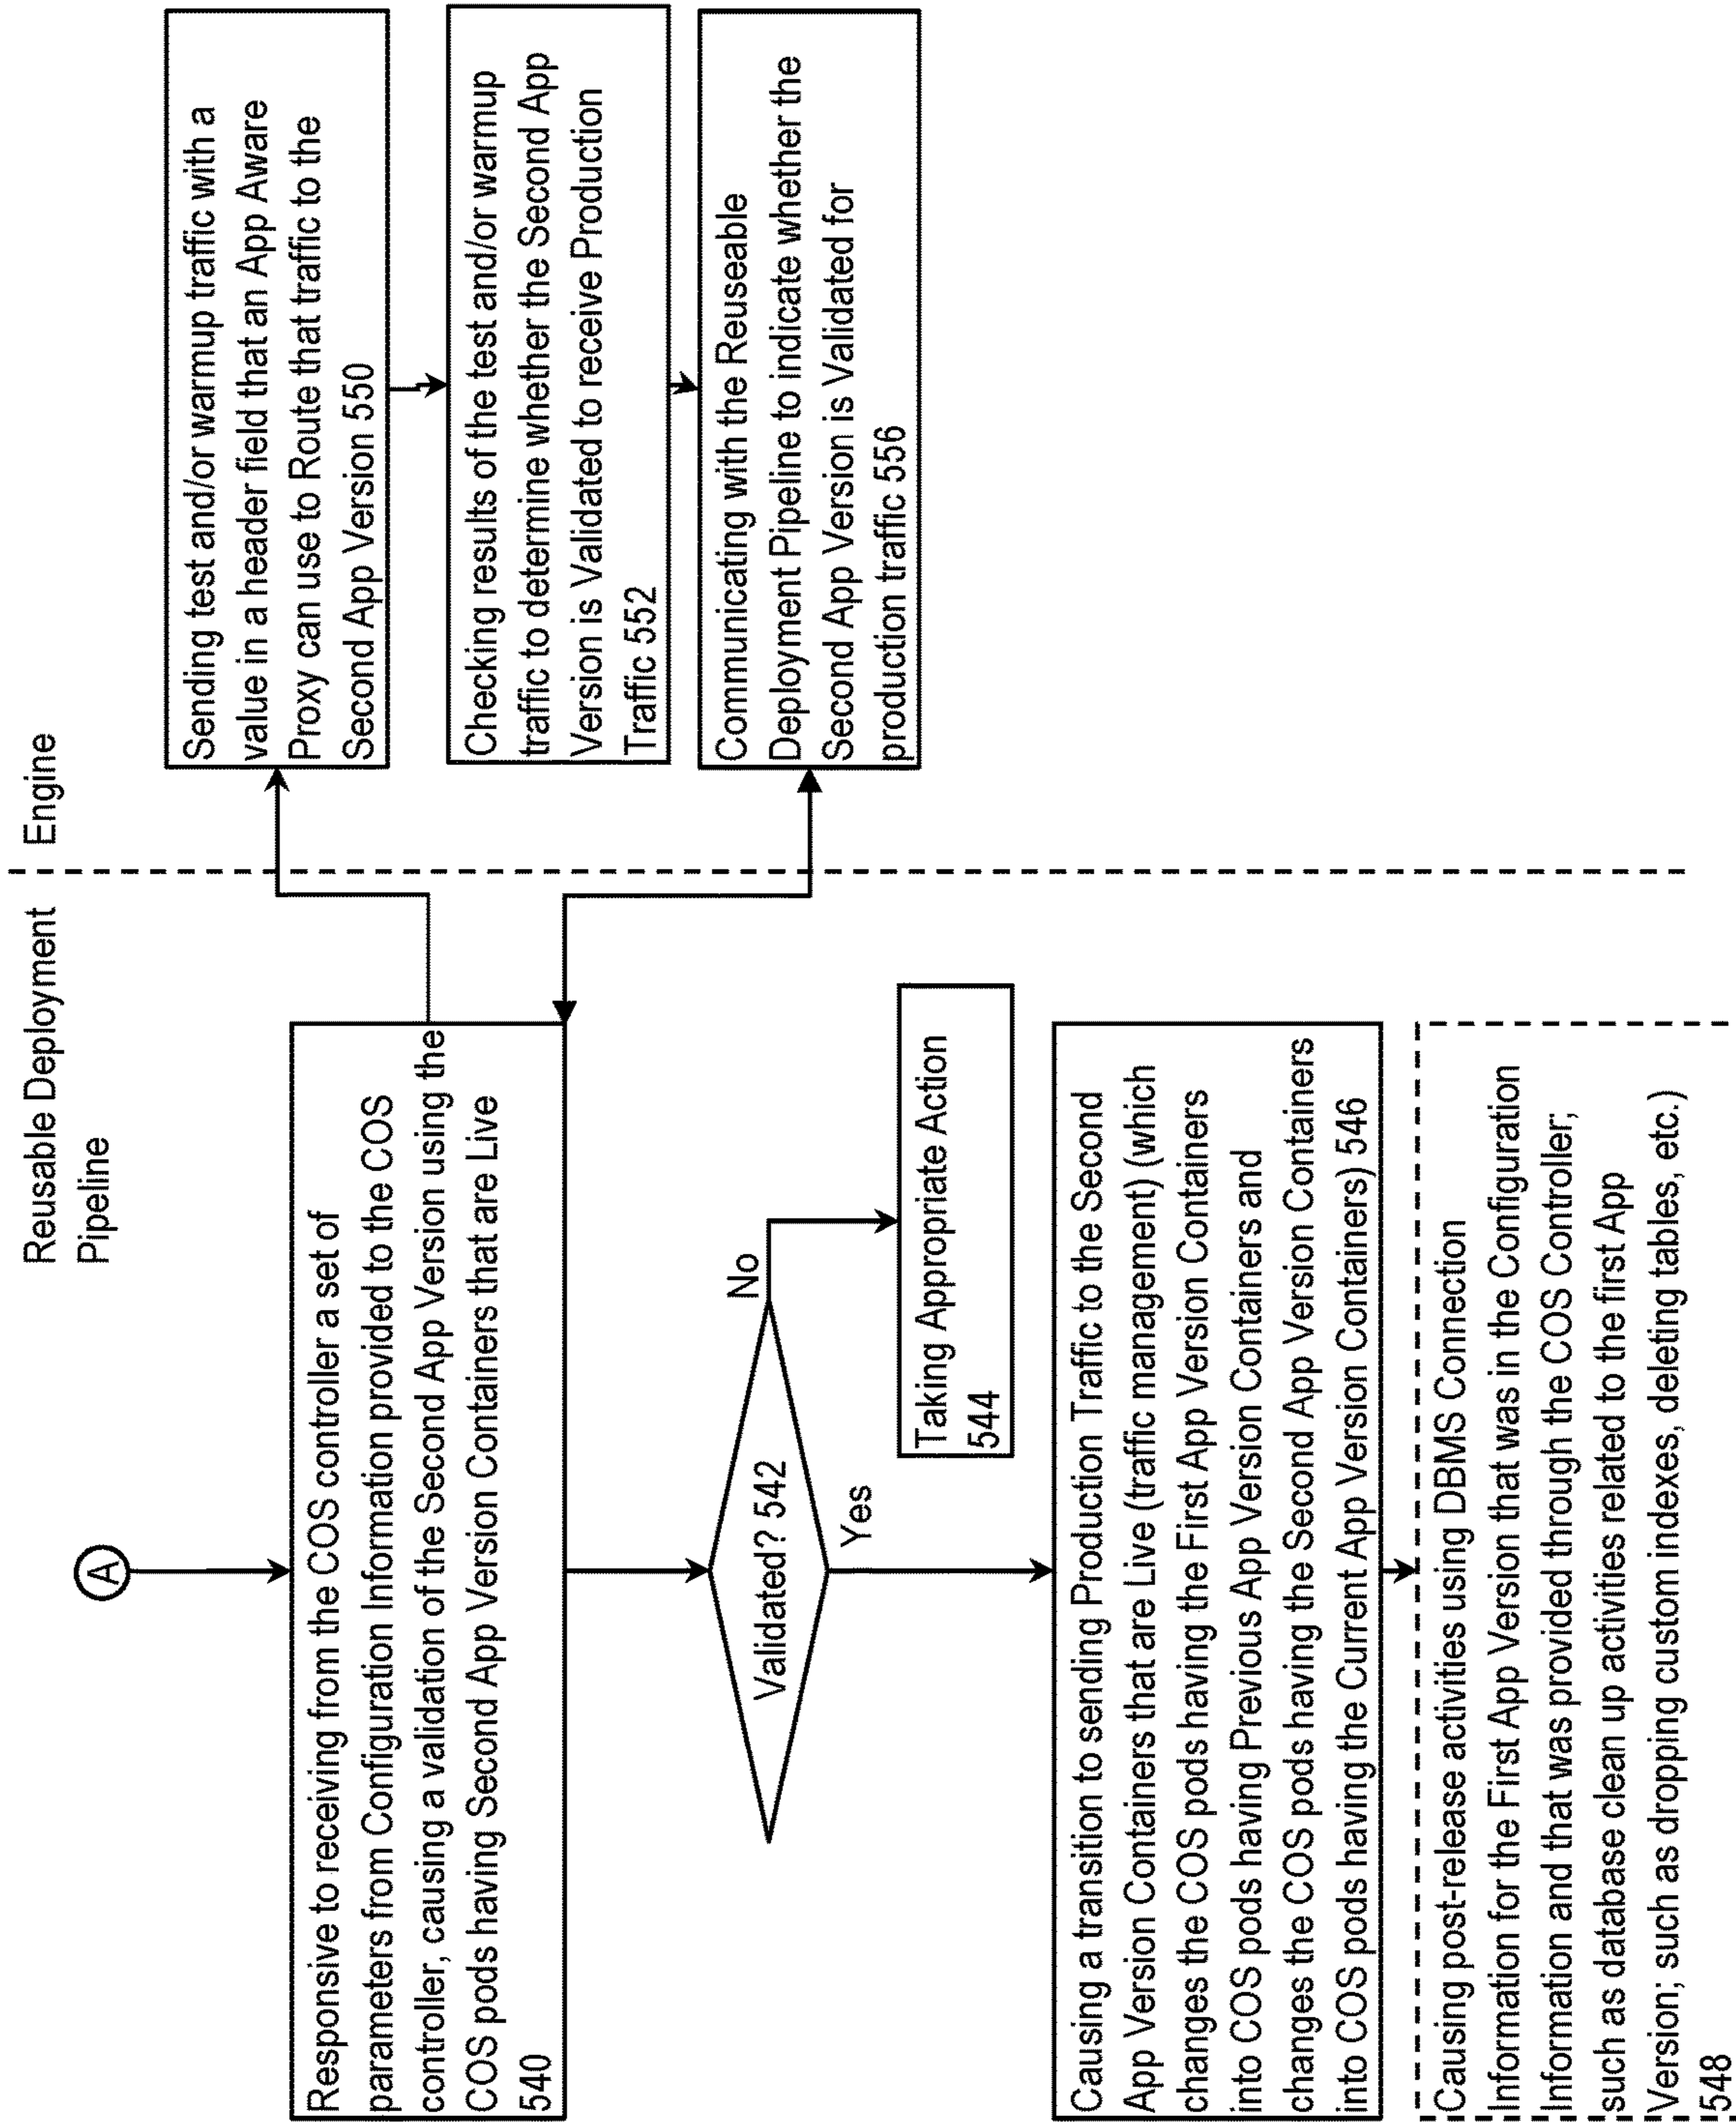 Reusable Deployment
Pipeline
Engine
A
Responsive to receiving from the COS controller a set of
parameters from Configuration Information provided to the COS
controller, causing a validation of the Second App Version using the
COS pods having Second App Version Containers that are Live
540
Validated? 542
No
Yes
Taking Appropriate Action
544
Causing a transition to sending Production Traffic to the Second
App Version Containers that are Live (traffic management) (which
changes the COS pods having the First App Version Containers
into COS pods having Previous App Version Containers and
changes the COS pods having the Second App Version Containers
into COS pods having the Current App Version Containers) 546
Causing post-release activities using DBMS Connection
Information for the First App Version that was in the Configuration
Information and that was provided through the COS Controller;
such as database clean up activities related to the first App
Version; such as dropping custom indexes, deleting tables, etc.)
548
Sending test and/or warmup traffic with a
value in a header field that an App Aware
Proxy can use to Route that traffic to the
Second App Version 550
Checking results of the test and/or warmup
traffic to determine whether the Second App
Version is Validated to receive Production
Traffic 552
Communicating with the Reuseable
Deployment Pipeline to indicate whether the
Second App Version is Validated for
production traffic 556